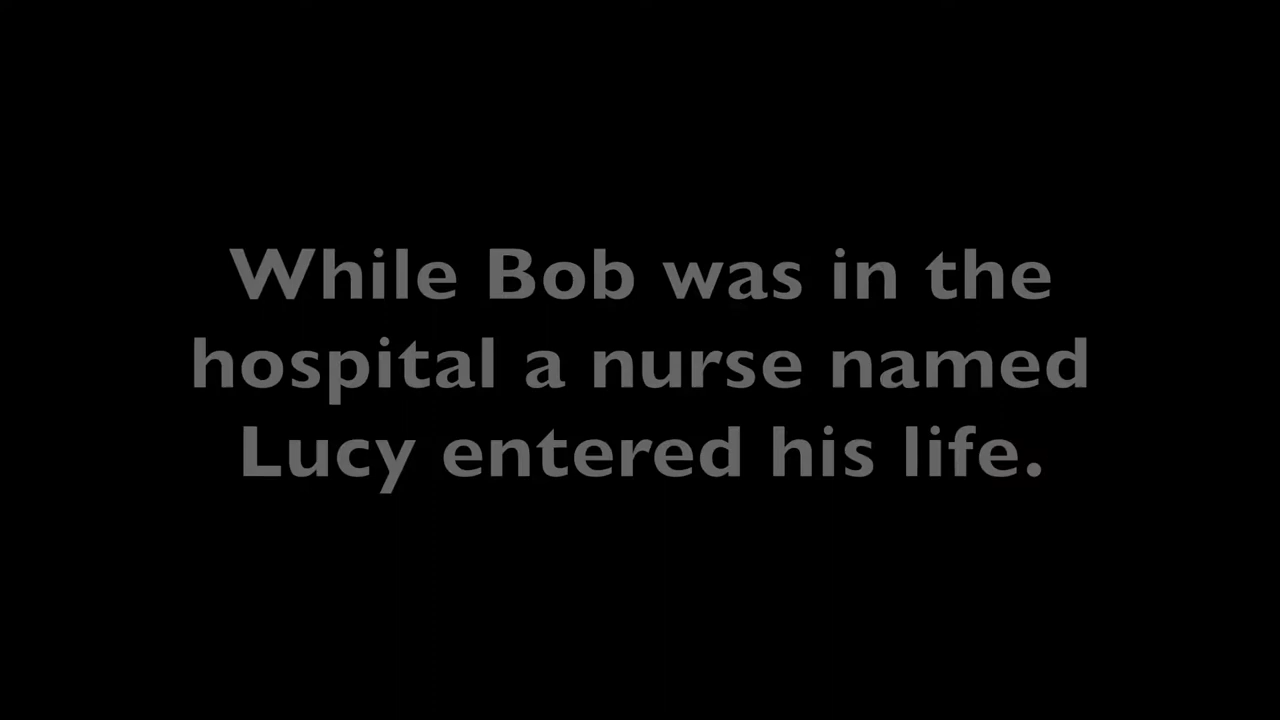 While Bob was in the
hospital a nurse named
Lucy entered his life.